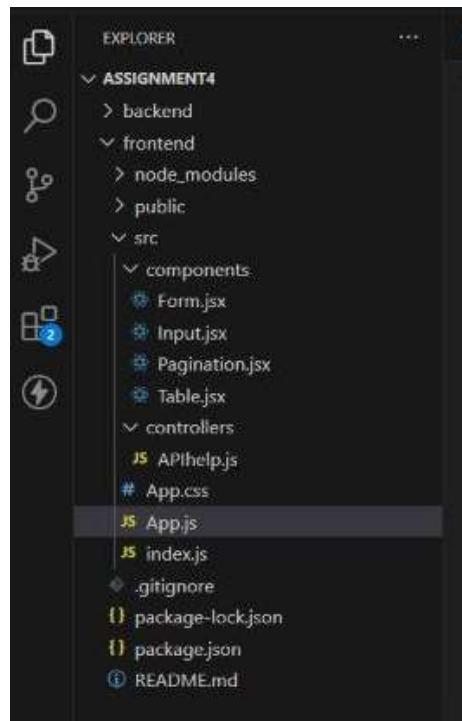 EXPLORER ...
ASSIGNMENT4
backend
frontend
node_modules
public
src
components
Form.jsx
Input.jsx
Pagination.jsx
Table.jsx
controllers
JS APIhelp.js
# App.css
JS App.js
JS index.js
.gitignore
{} package-lock.json
{} package.json
README.md
2